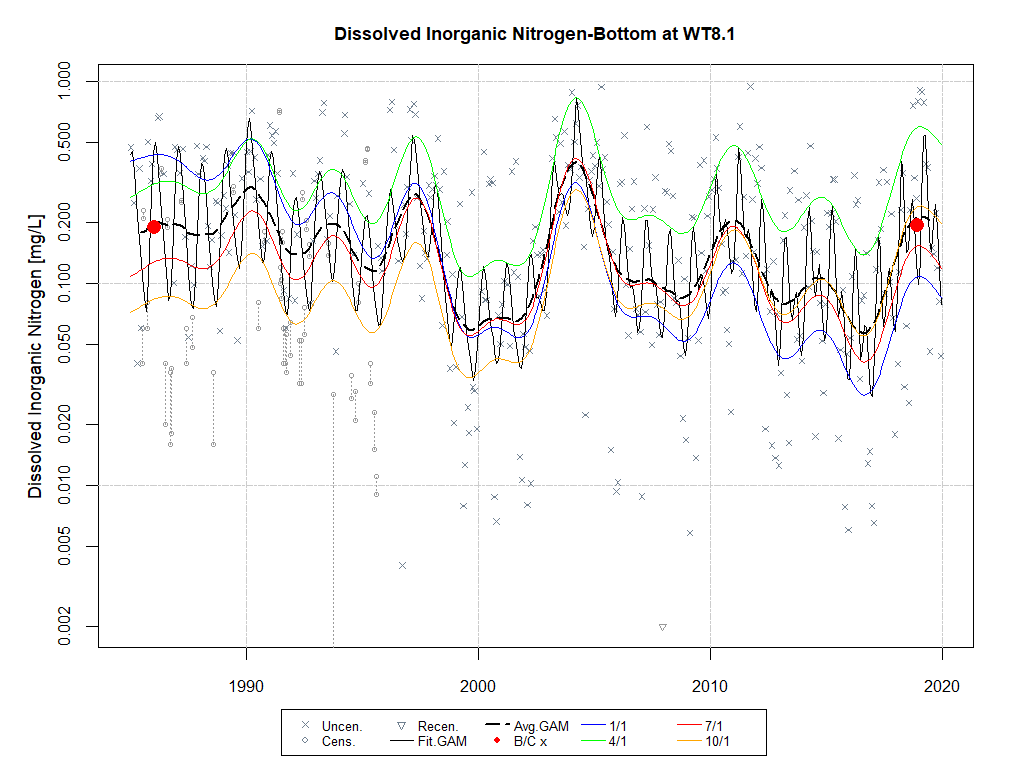 Dissolved Inorganic Nitrogen-Bottom at WT8.1
Dissolved Inorganic Nitrogen [mg/L]
1.000
0.500
0.200
0.100
0.050
0.020
0.010
0.005
0.002
1990 2000 2010 2020
Uncen. Recen. Avg.GAM 1/1 7/1
Cens. Fit.GAM B/C x 4/1 10/1